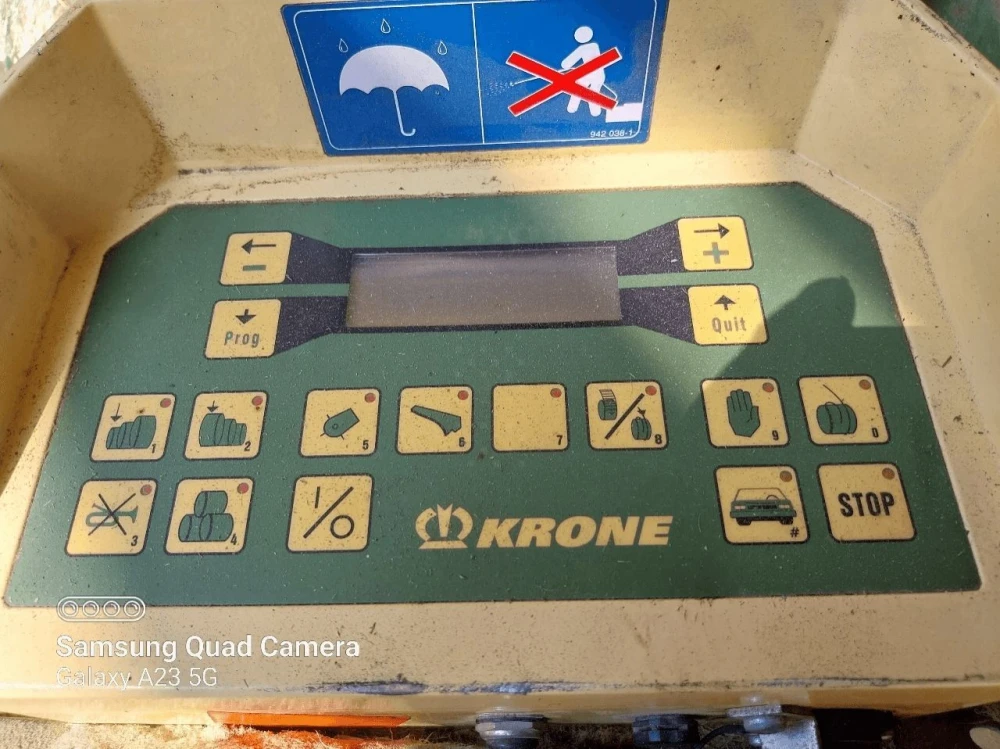 942 038-1
← − → +
Prog Quit
1 2 5 6 7 8 9 0
3 4 I/O # STOP
KRONE
Samsung Quad Camera
Galaxy A23 5G